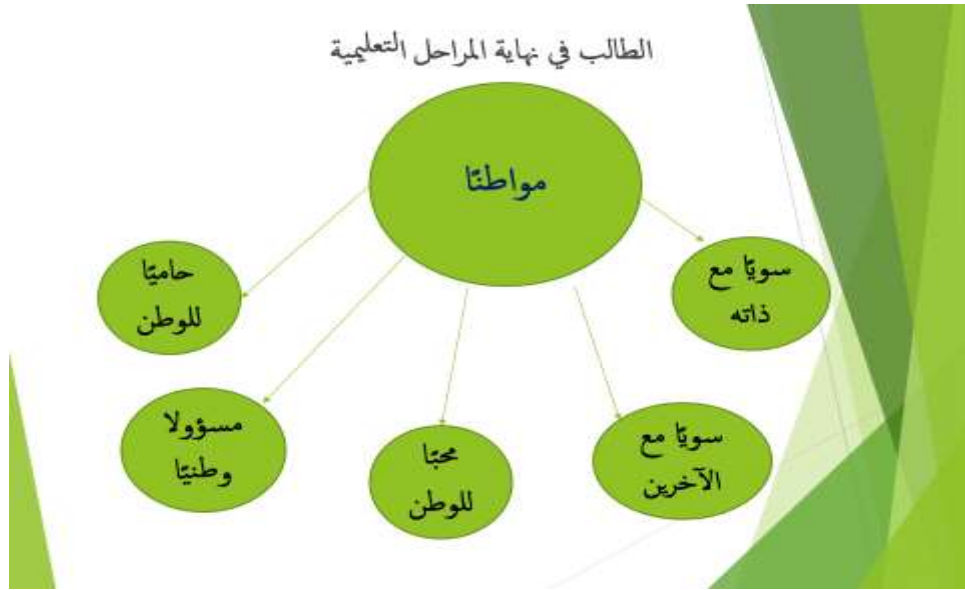 الطالب في نهاية المراحل التعليمية
مواطنًا
سويًا مع
ذاته
سويًا مع
الآخرين
محبًا
للوطن
مسؤولا
وطنيًا
حاميًا
للوطن